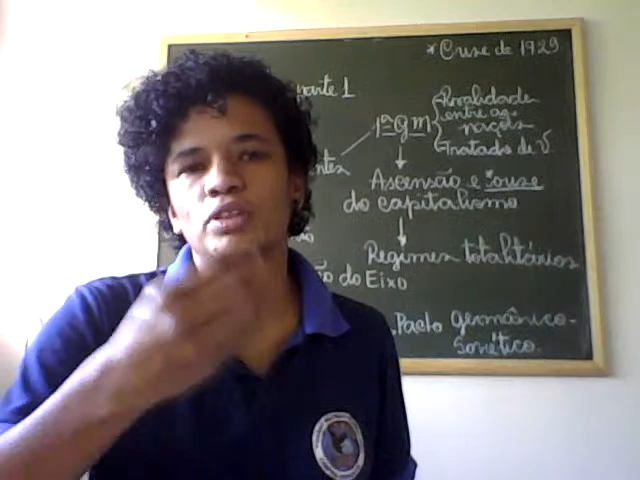 *Crise de 1929
parte 1
1ª G M { Rivalidade
entre as
nações
Tratado de V
Ascensão e *crise
do capitalismo
Regimes totalitários
ão do Eixo
Pacto germânico-
Soviético.